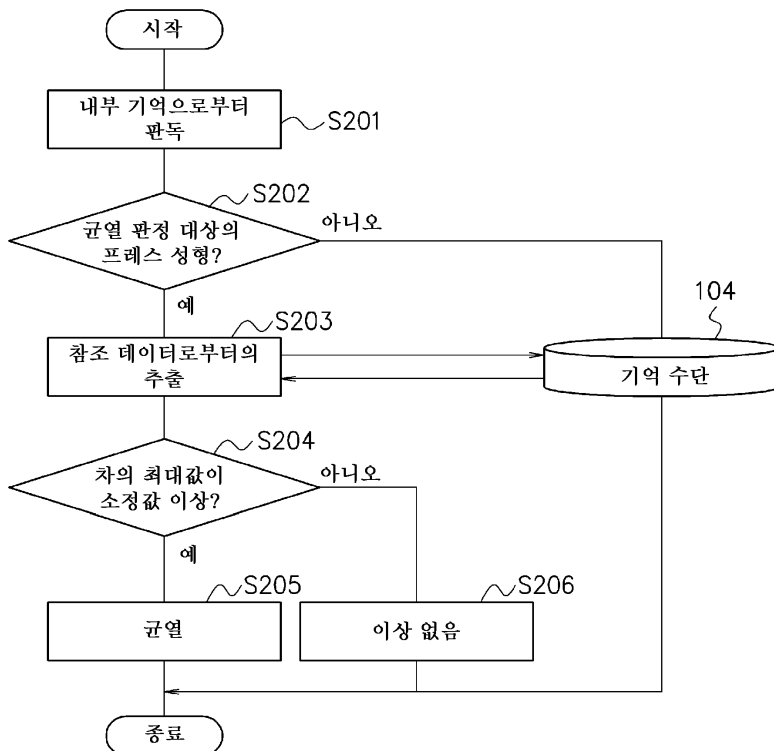 시작
내부 기억으로부터
판독
S201
S202
균열 판정 대상의
프레스 성형?
아니오
예
S203
104
참조 데이터로부터의
추출
기억 수단
S204
차의 최대값이
소정값 이상?
아니오
예
S205
S206
균열
이상 없음
종료